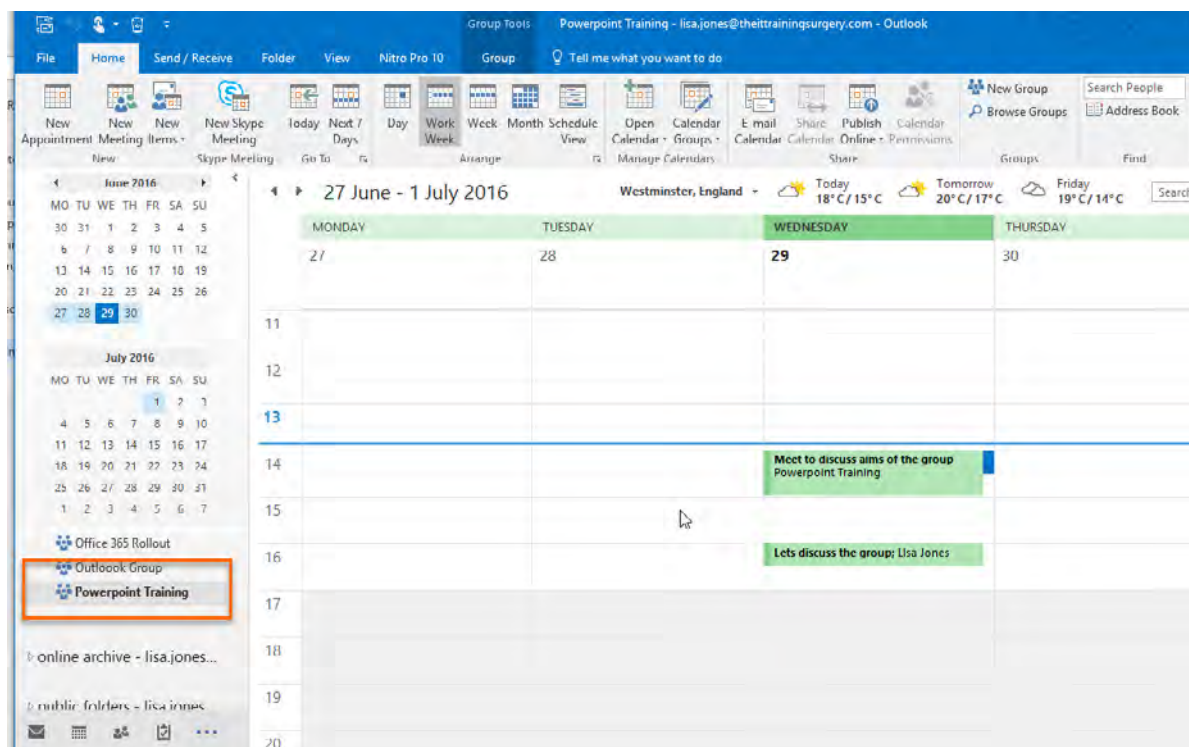 Group Tools Powerpoint Training - lisa.jones@theittrainingsurgery.com - Outlook
File Home Send / Receive Folder View Nitro Pro 10 Group Tell me what you want to do
New Appointment
New Meeting
New Items
New Skype Meeting
Today
Next 7 Days
Day
Work Week
Week
Month
Schedule View
Open Calendar
Calendar Groups
E-mail Calendar
Share Calendar
Publish Online
Calendar Permissions
New Group
Browse Groups
Search People
Address Book
New Skype Meeting Go To Arrange Manage Calendars Share Groups Find
June 2016
MO TU WE TH FR SA SU
30 31 1 2 3 4 5
6 7 8 9 10 11 12
13 14 15 16 17 18 19
20 21 22 23 24 25 26
27 28 29 30
July 2016
MO TU WE TH FR SA SU
1 2 3
4 5 6 7 8 9 10
11 12 13 14 15 16 17
18 19 20 21 22 23 24
25 26 27 28 29 30 31
1 2 3 4 5 6 7
Office 365 Rollout
Outloook Group
Powerpoint Training
online archive - lisa.jones...
public folders - lisa.jones
27 June - 1 July 2016
Westminster, England
Today
18°C/15°C
Tomorrow
20°C/17°C
Friday
19°C/14°C
Search
MONDAY TUESDAY WEDNESDAY THURSDAY
27 28 29 30
11
12
13
14
Meet to discuss aims of the group
Powerpoint Training
15
16
Lets discuss the group; Lisa Jones
17
18
19
20